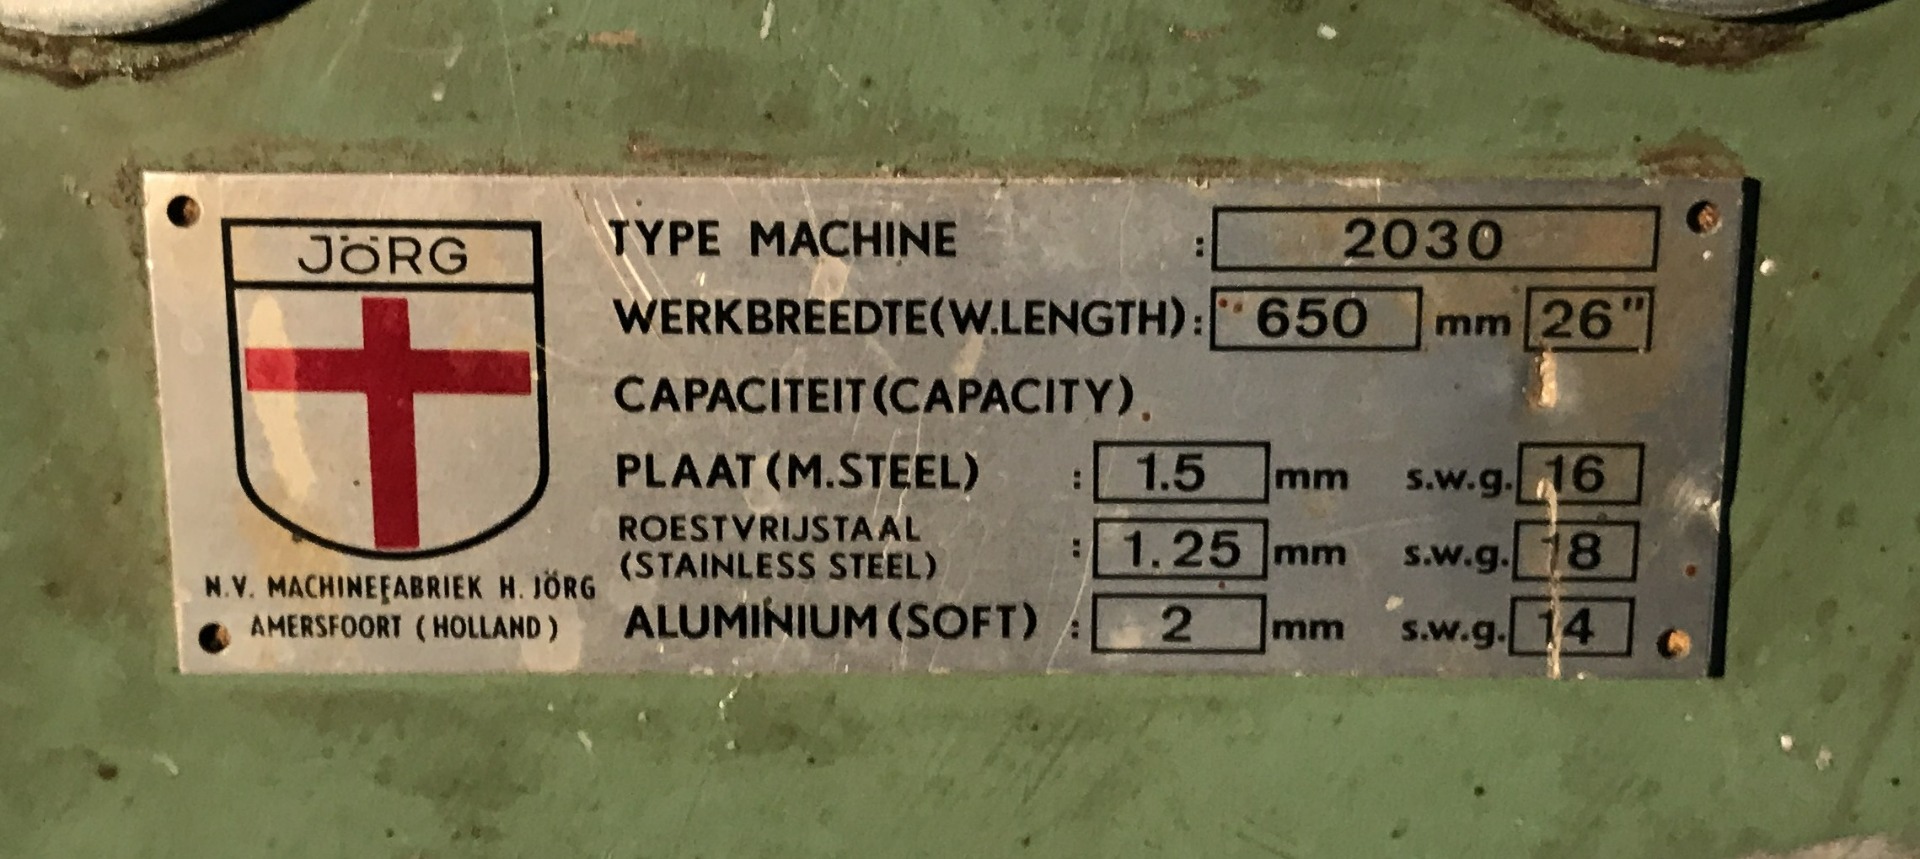 JöRG
N.V. MACHINEFABRIEK H. JÖRG
AMERSFOORT (HOLLAND)
TYPE MACHINE : 2030
WERKBREEDTE(W.LENGTH): 650 mm 26"
CAPACITEIT(CAPACITY).
PLAAT(M.STEEL) : 1.5 mm s.w.g. 16
ROESTVRIJSTAAL
(STAINLESS STEEL) : 1.25 mm s.w.g. 18
ALUMINIUM(SOFT) : 2 mm s.w.g. 14